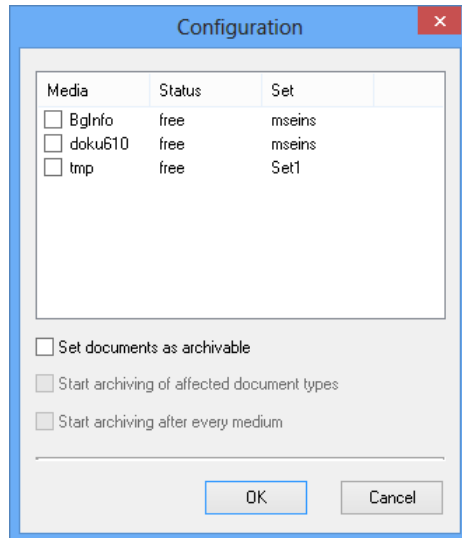 Configuration
Media Status Set
BgInfo free mseins
doku610 free mseins
tmp free Set1
Set documents as archivable
Start archiving of affected document types
Start archiving after every medium
OK Cancel